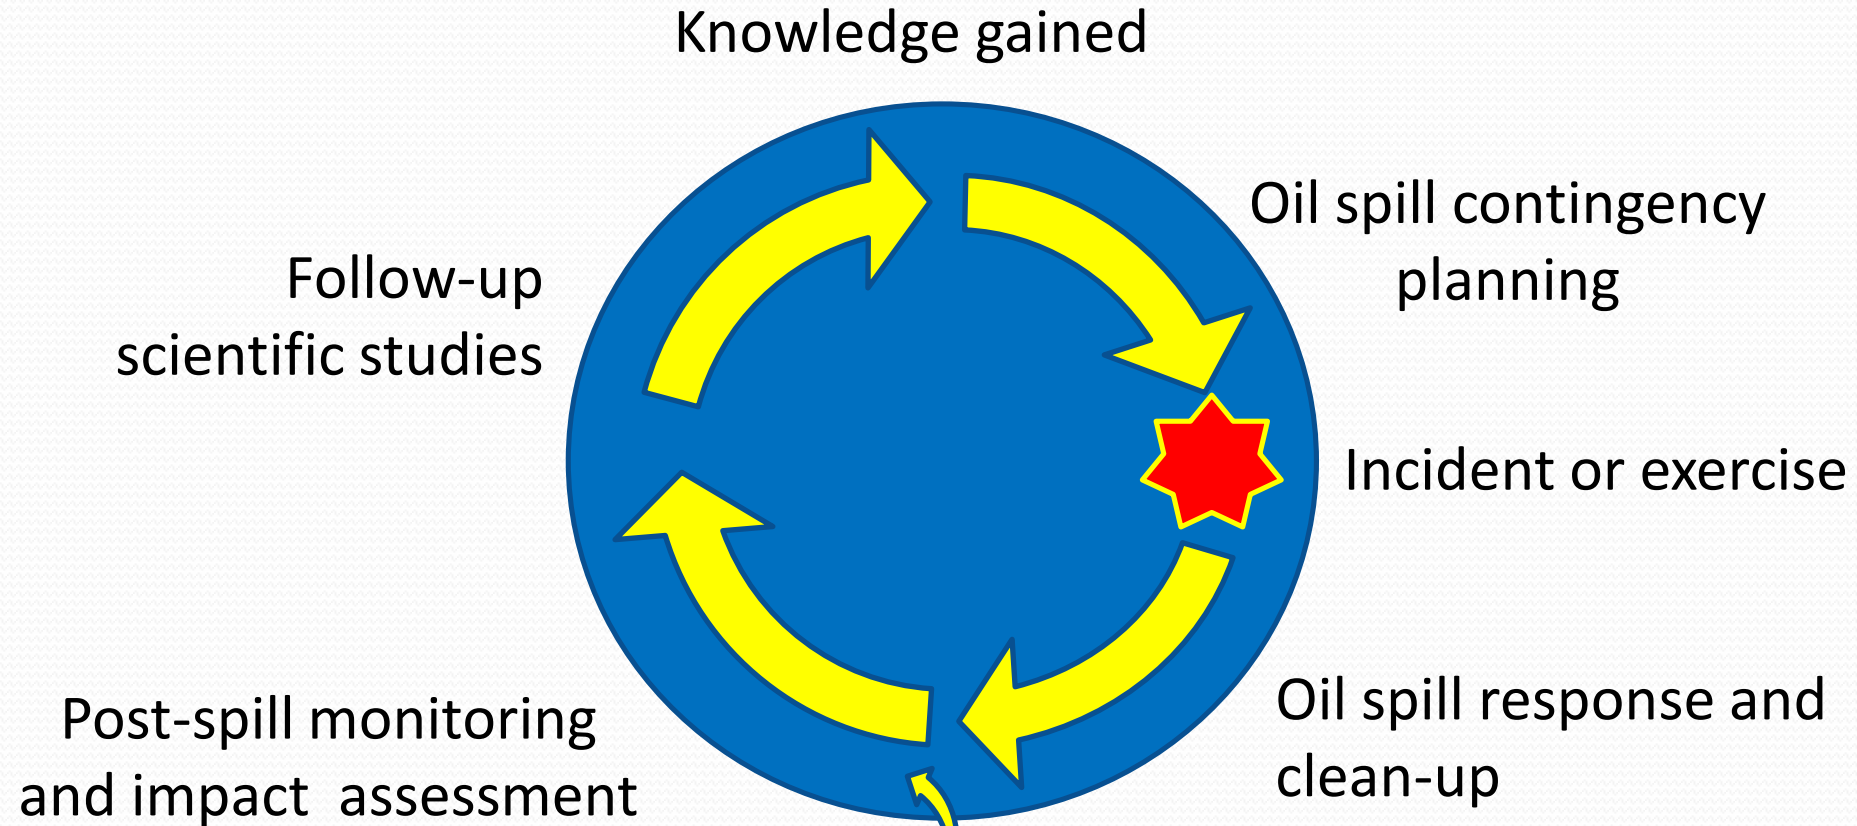 Knowledge gained
Oil spill contingency
planning
Follow-up
scientific studies
Incident or exercise
Oil spill response and
clean-up
Post-spill monitoring
and impact  assessment